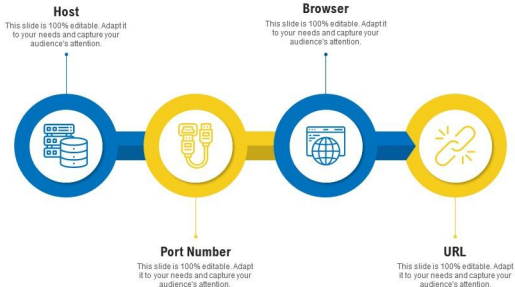 Host
This slide is 100% editable. Adapt it
to your needs and capture your
audience's attention.
Browser
This slide is 100% editable. Adapt it
to your needs and capture your
audience's attention.
Port Number
This slide is 100% editable. Adapt
it to your needs and capture your
audience's attention.
URL
This slide is 100% editable. Adapt
it to your needs and capture your
audience's attention.